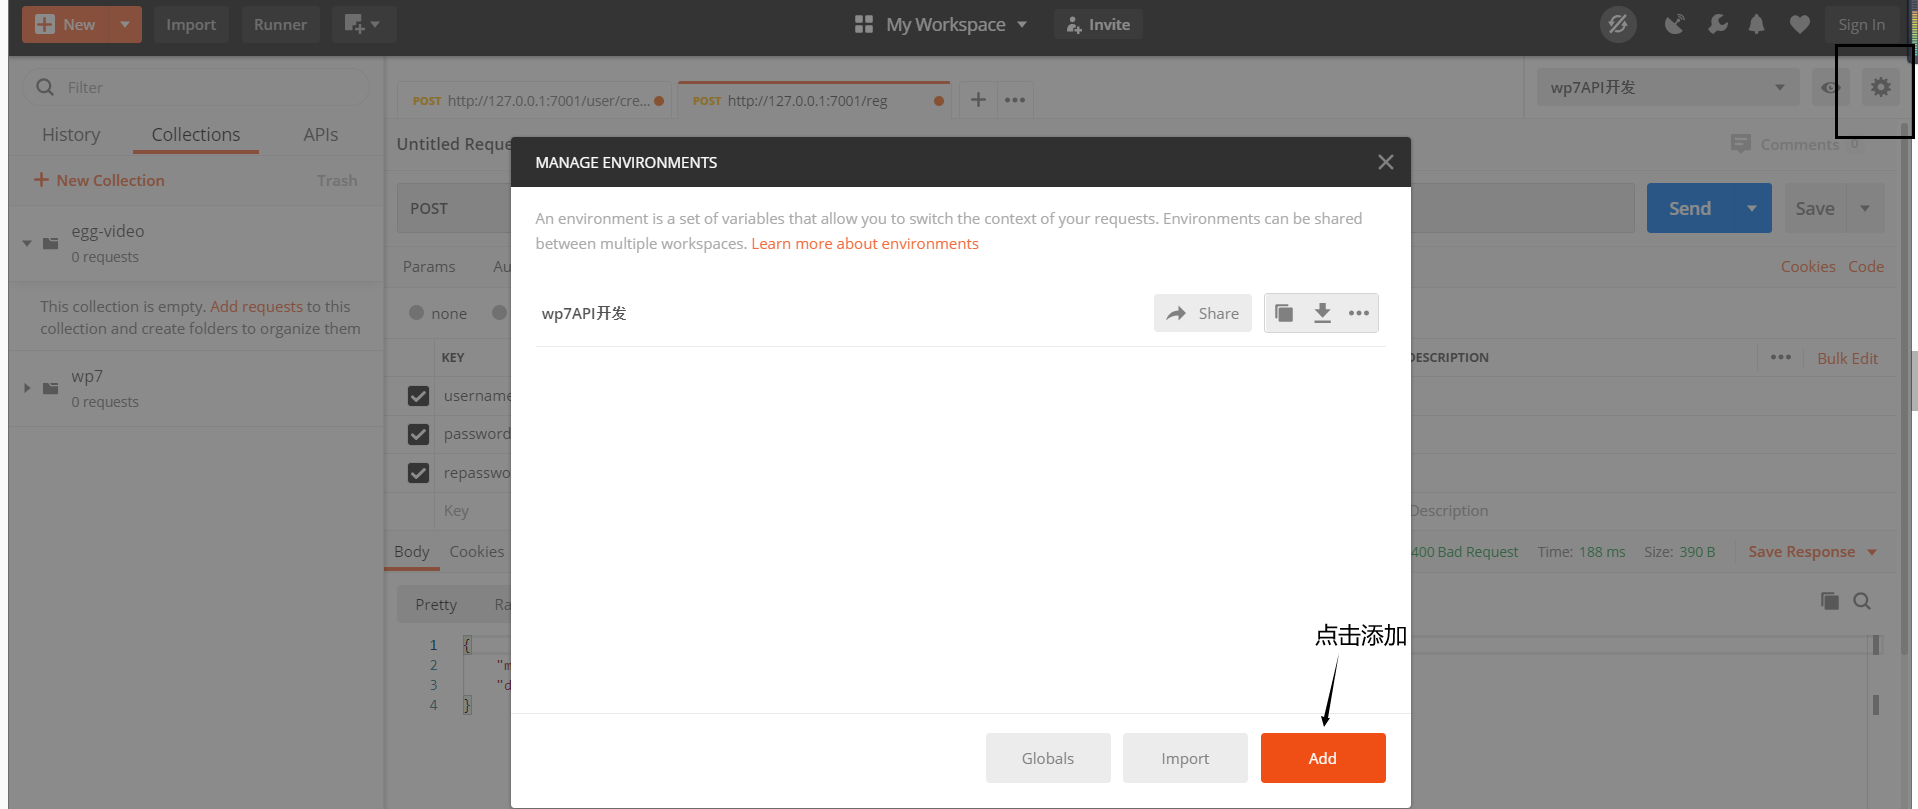 New
Import
Runner
My Workspace
Invite
Sign In
Filter
History
Collections
APIs
New Collection
Trash
egg-video
0 requests
This collection is empty. Add requests to this
collection and create folders to organize them
wp7
0 requests
POST http://127.0.0.1:7001/user/cre...
POST http://127.0.0.1:7001/reg
wp7API开发
Untitled Reque
Comments 0
POST
Send
Save
Params
Au
Cookies
Code
none
KEY
DESCRIPTION
Bulk Edit
username
password
repasswo
Key
Description
Body
Cookies
400 Bad Request
Time: 188 ms
Size: 390 B
Save Response
Pretty
Ra
1 {
2 "m
3 "d
4 }
MANAGE ENVIRONMENTS
An environment is a set of variables that allow you to switch the context of your requests. Environments can be shared
between multiple workspaces. Learn more about environments
wp7API开发
Share
点击添加
Globals
Import
Add